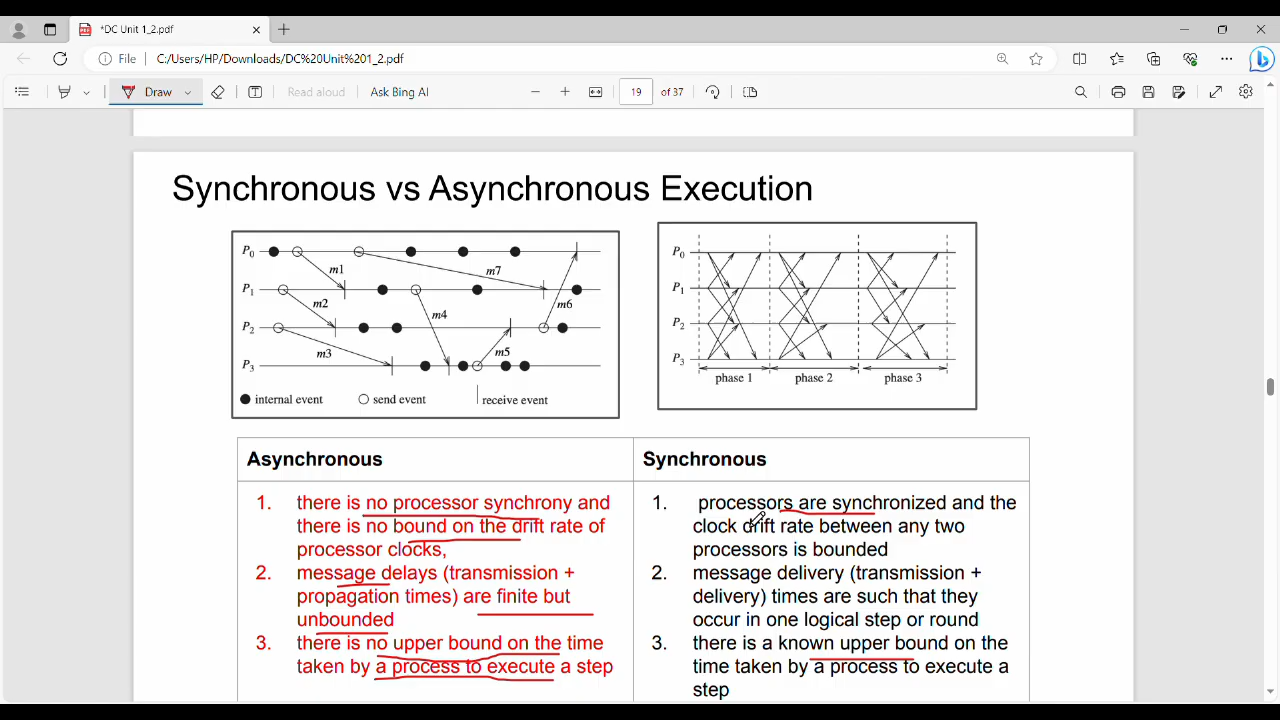 *DC Unit 1_2.pdf
File
C:/Users/HP/Downloads/DC%20Unit%201_2.pdf
Draw
Read aloud
Ask Bing AI
19
of 37
Synchronous vs Asynchronous Execution
P0
m1
m7
P1
m2
m4
m6
P2
m3
m5
P3
internal event
send event
receive event
P0
P1
P2
P3
phase 1
phase 2
phase 3
Asynchronous
1. there is no processor synchrony and
there is no bound on the drift rate of
processor clocks,
2. message delays (transmission +
propagation times) are finite but
unbounded
3. there is no upper bound on the time
taken by a process to execute a step
Synchronous
1. processors are synchronized and the
clock drift rate between any two
processors is bounded
2. message delivery (transmission +
delivery) times are such that they
occur in one logical step or round
3. there is a known upper bound on the
time taken by a process to execute a
step